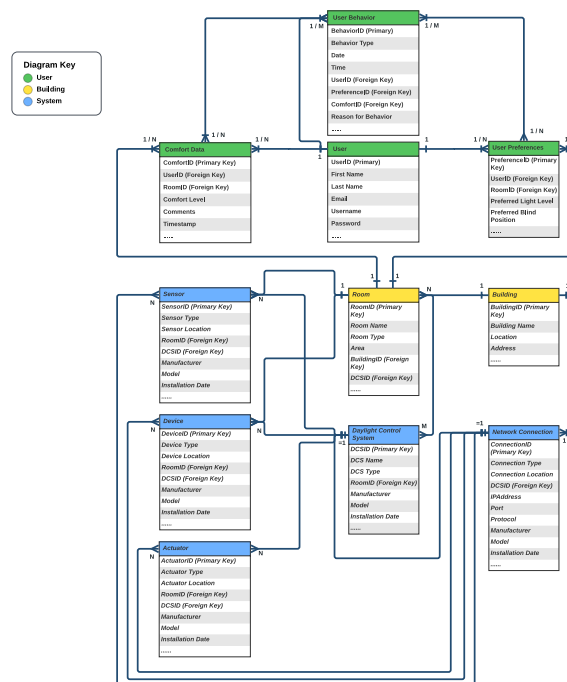 Diagram Key
User
Building
System
User Behavior
BehaviorID (Primary)
Behavior Type
Date
Time
UserID (Foreign Key)
PreferenceID (Foreign Key)
ComfortID (Foreign Key)
Reason for Behavior
.....
1 / M
1 / M
1 / N
1 / N
1 / N
1 / N
1 / N
1
1
Comfort Data
ComfortID (Primary Key)
UserID (Foreign Key)
RoomID (Foreign Key)
Comfort Level
Comments
Timestamp
.....
User
UserID (Primary)
First Name
Last Name
Email
Username
Password
.....
User Preferences
PreferenceID (Primary
Key)
UserID (Foreign Key)
RoomID (Foreign Key)
Preferred Light Level
Preferred Blind
Position
......
1
1
Sensor
SensorID (Primary Key)
Sensor Type
Sensor Location
RoomID (Foreign Key)
DCSID (Foreign Key)
Manufacturer
Model
Installation Date
......
N
N
1
Room
RoomID (Primary
Key)
Room Name
Room Type
Area
BuildingID (Foreign
Key)
DCSID (Foreign Key)
......
N
1
Building
BuildingID (Primary
Key)
Building Name
Location
Address
......
1
Device
DeviceID (Primary Key)
Device Type
Device Location
RoomID (Foreign Key)
DCSID (Foreign Key)
Manufacturer
Model
Installation Date
......
N
N
=1
Daylight Control
System
DCSID (Primary Key)
DCS Name
DCS Type
RoomID (Foreign Key)
Manufacturer
Model
Installation Date
......
M
=1
Network Connection
ConnectionID
(Primary Key)
Connection Type
Connection Location
DCSID (Foreign Key)
IPAddress
Port
Protocol
Manufacturer
Model
Installation Date
......
1
Actuator
ActuatorID (Primary Key)
Actuator Type
Actuator Location
RoomID (Foreign Key)
DCSID (Foreign Key)
Manufacturer
Model
Installation Date
......
N
N